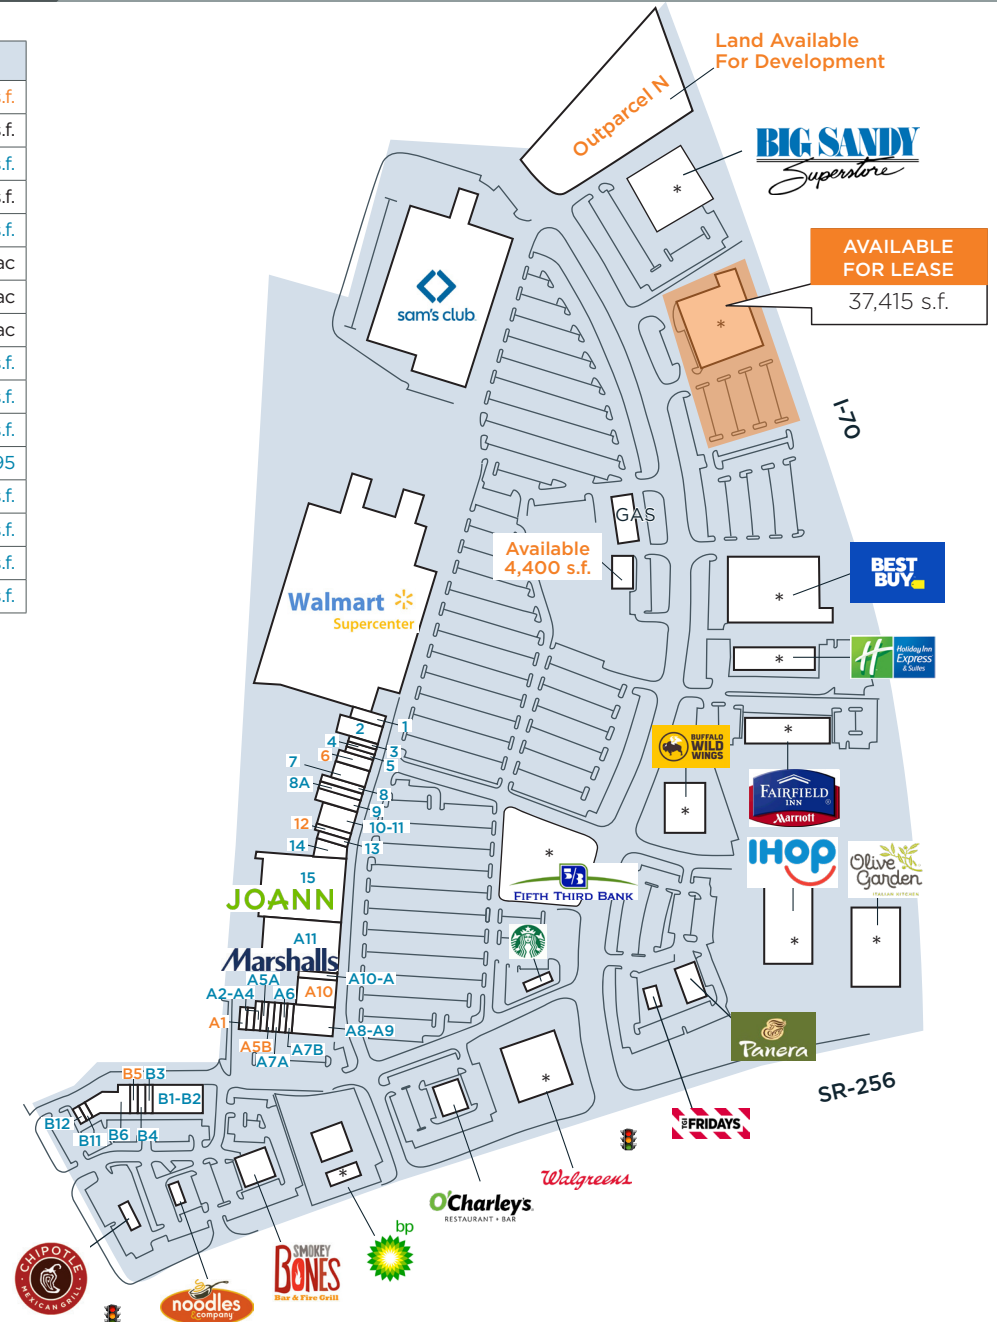 s.f.
s.f.
s.f.
s.f.
s.f.
ac
ac
ac
s.f.
s.f.
s.f.
95
s.f.
s.f.
s.f.
s.f.
Land Available
For Development
Outparcel N
BIG SANDY
Superstore
*
AVAILABLE
FOR LEASE
37,415 s.f.
*
sam's club
I-70
GAS
Available
4,400 s.f.
BEST
BUY
*
Walmart
Supercenter
Holiday Inn
Express
& Suites
*
1
2
3
4
5
6
7
8
8A
9
10-11
12
13
14
15
JOANN
BUFFALO
WILD
WINGS
*
*
FAIRFIELD
INN
®
Marriott
IHOP
*
Olive
Garden
ITALIAN KITCHEN
*
*
5/3
FIFTH THIRD BANK
A11
Marshalls
A10-A
A10
A5A
A2-A4
A6
A1
A8-A9
A5B
A7B
A7A
Panera
SR-256
TGI FRIDAYS
B5
B3
B1-B2
B12
B11
B6
B4
*
Walgreens
O'Charley's
RESTAURANT + BAR
*
bp
SMOKEY
BONES
Bar & Fire Grill
noodles
& company
CHIPOTLE
MEXICAN GRILL